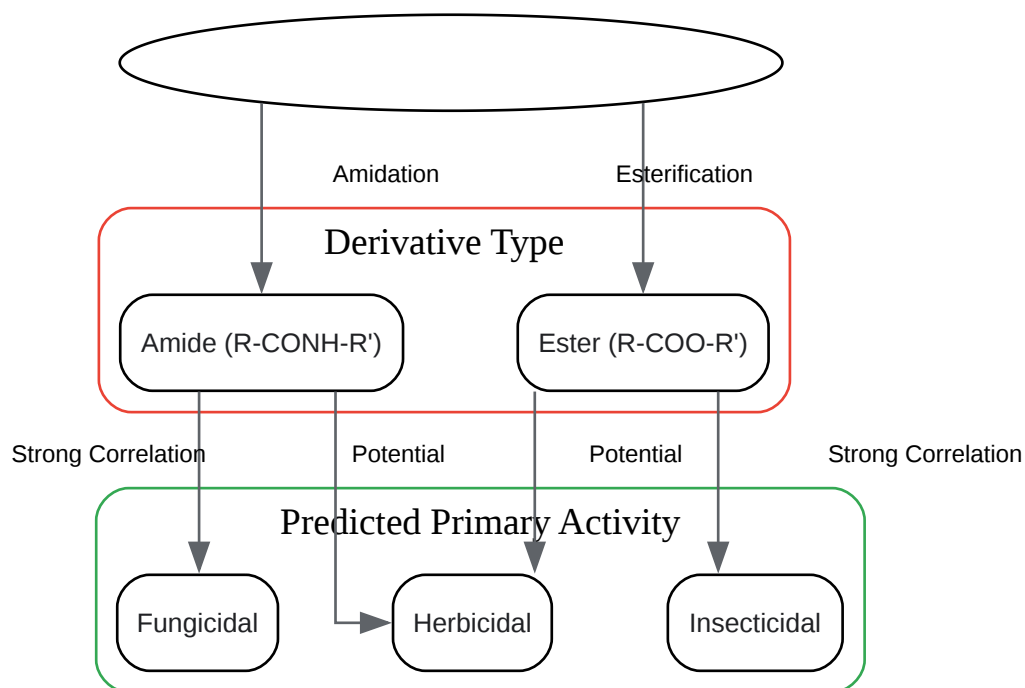 Amidation
Esterification
Derivative Type
Amide (R-CONH-R')
Ester (R-COO-R')
Strong Correlation
Potential
Potential
Strong Correlation
Predicted Primary Activity
Fungicidal
Herbicidal
Insecticidal